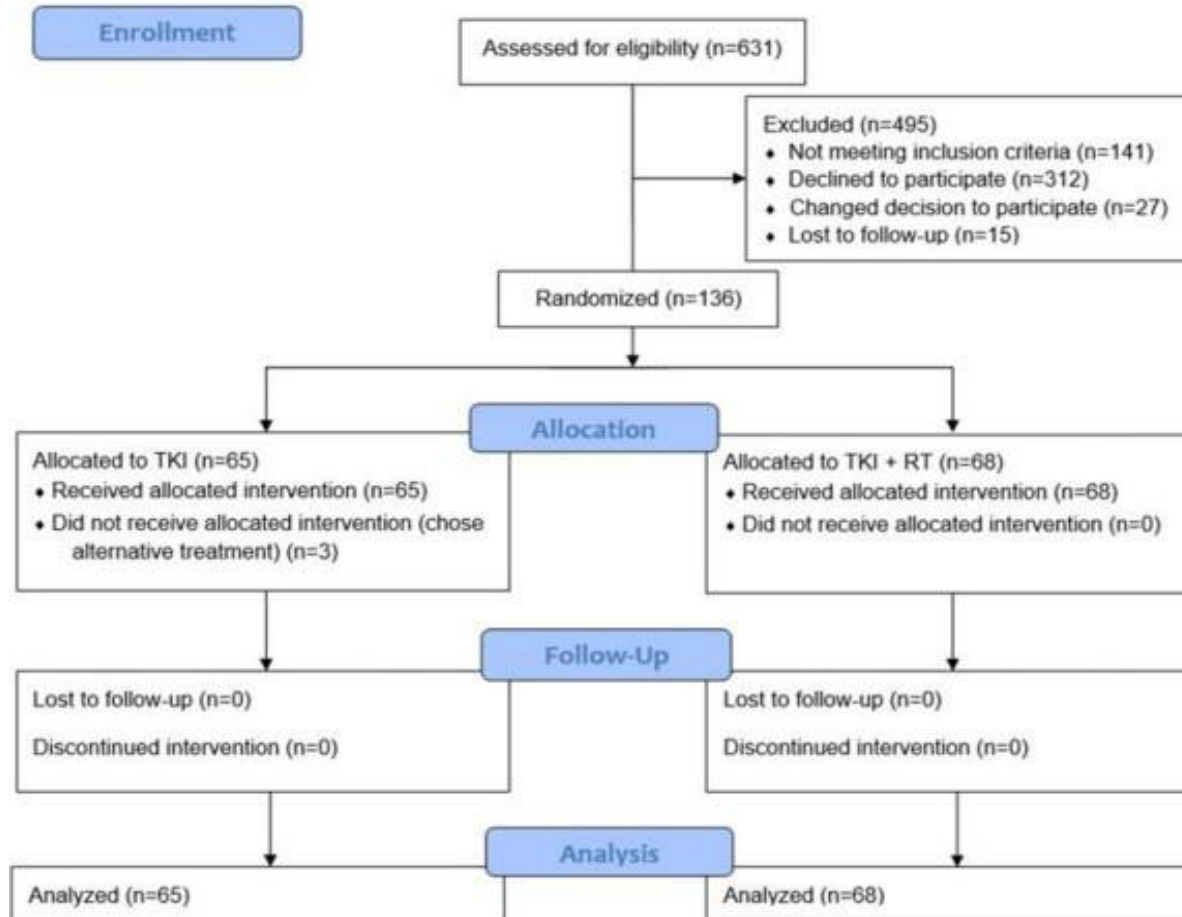 Enrollment
Assessed for eligibility (n=631)
Excluded (n=495)
♦ Not meeting inclusion criteria (n=141)
♦ Declined to participate (n=312)
♦ Changed decision to participate (n=27)
♦ Lost to follow-up (n=15)
Randomized (n=136)
Allocation
Allocated to TKI (n=65)
♦ Received allocated intervention (n=65)
♦ Did not receive allocated intervention (chose
alternative treatment) (n=3)
Allocated to TKI + RT (n=68)
♦ Received allocated intervention (n=68)
♦ Did not receive allocated intervention (n=0)
Follow-Up
Lost to follow-up (n=0)
Discontinued intervention (n=0)
Lost to follow-up (n=0)
Discontinued intervention (n=0)
Analysis
Analyzed (n=65)
Analyzed (n=68)